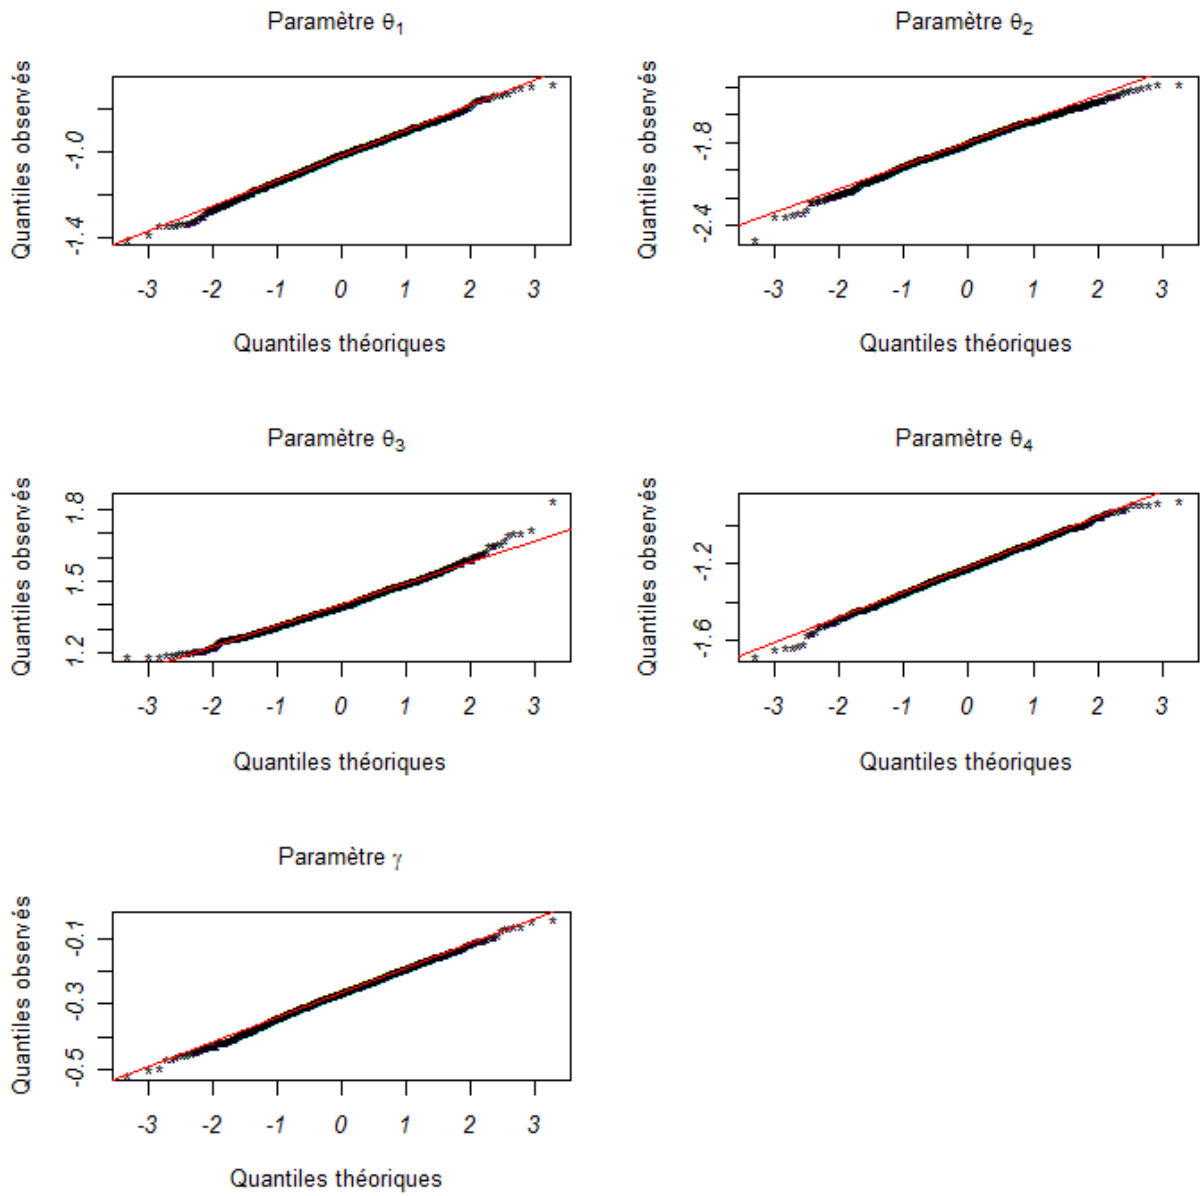 Paramètre θ1
Quantiles observés
-1.0
-1.4
-3 -2 -1 0 1 2 3
Quantiles théoriques
Paramètre θ2
Quantiles observés
-1.8
-2.4
-3 -2 -1 0 1 2 3
Quantiles théoriques
Paramètre θ3
Quantiles observés
1.8
1.5
1.2
-3 -2 -1 0 1 2 3
Quantiles théoriques
Paramètre θ4
Quantiles observés
-1.2
-1.6
-3 -2 -1 0 1 2 3
Quantiles théoriques
Paramètre γ
Quantiles observés
-0.1
-0.3
-0.5
-3 -2 -1 0 1 2 3
Quantiles théoriques